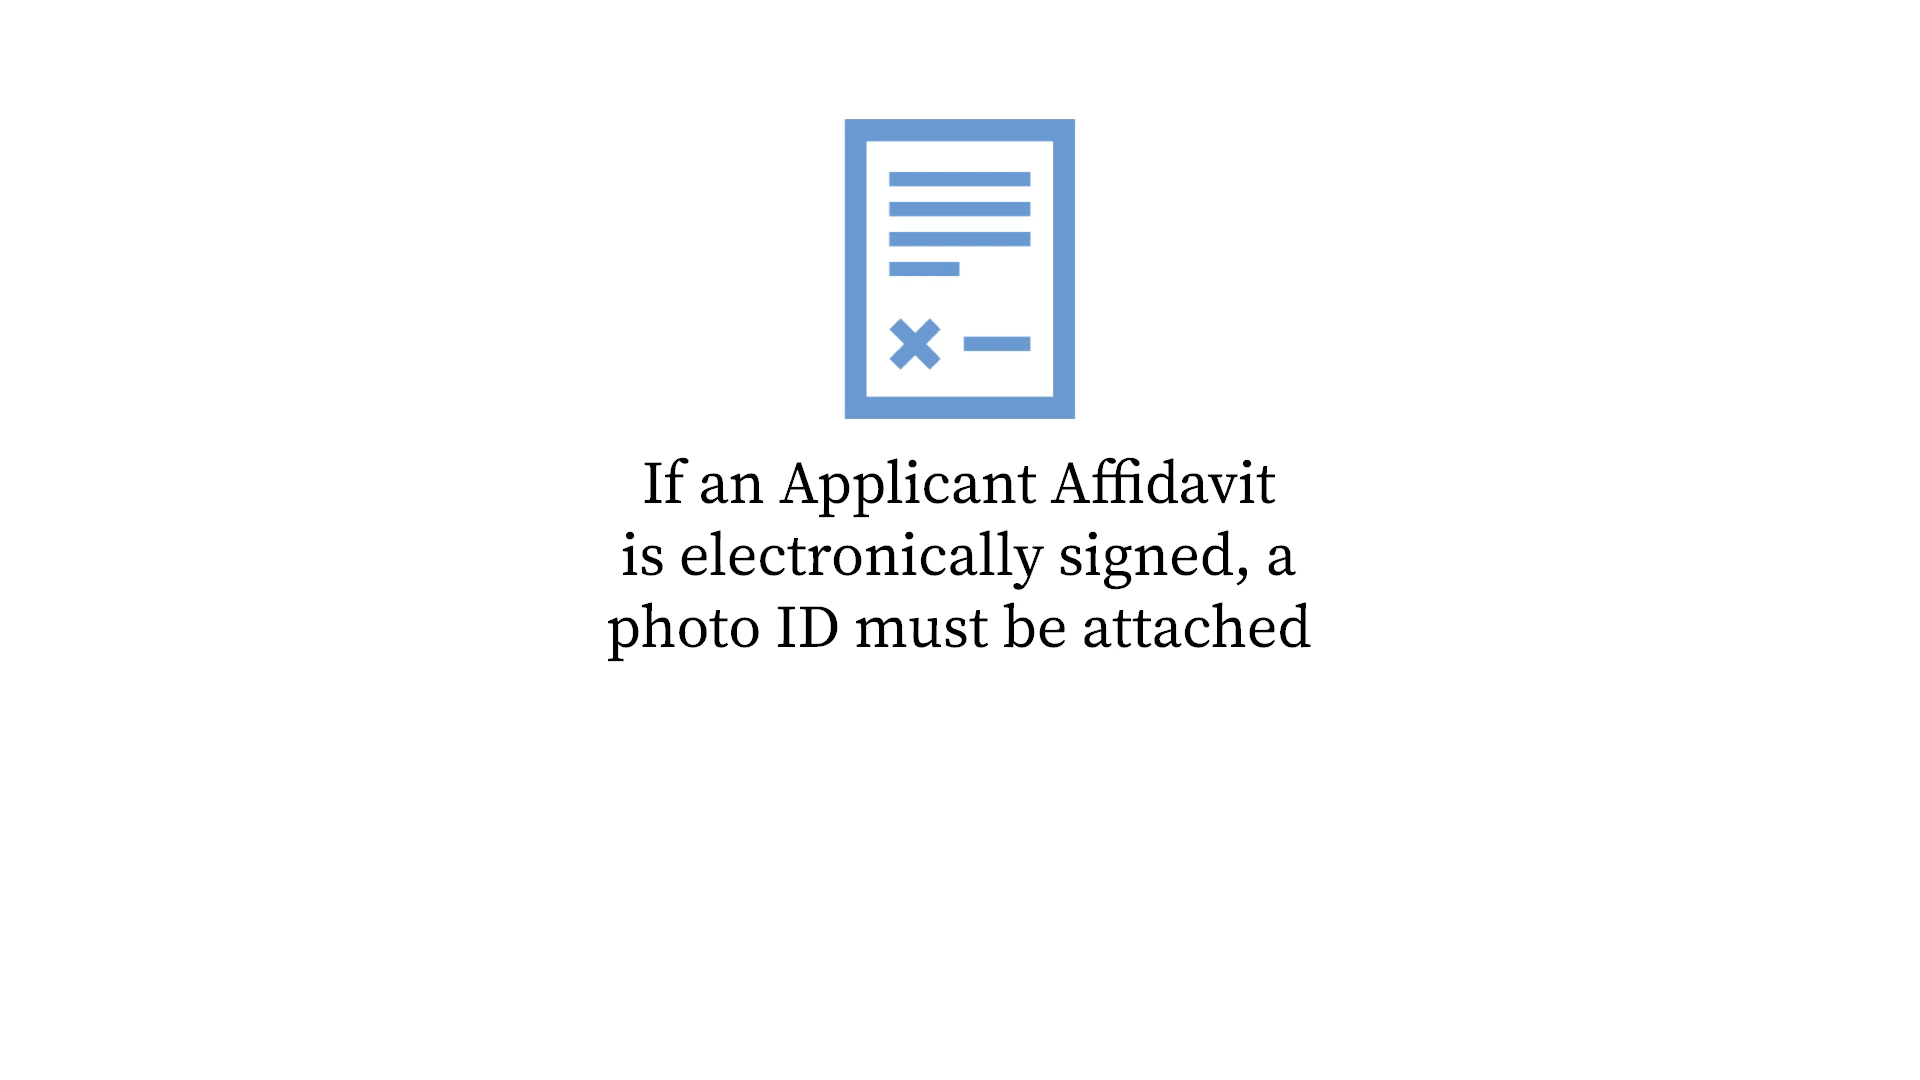 If an Applicant Affidavit
is electronically signed, a
photo ID must be attached